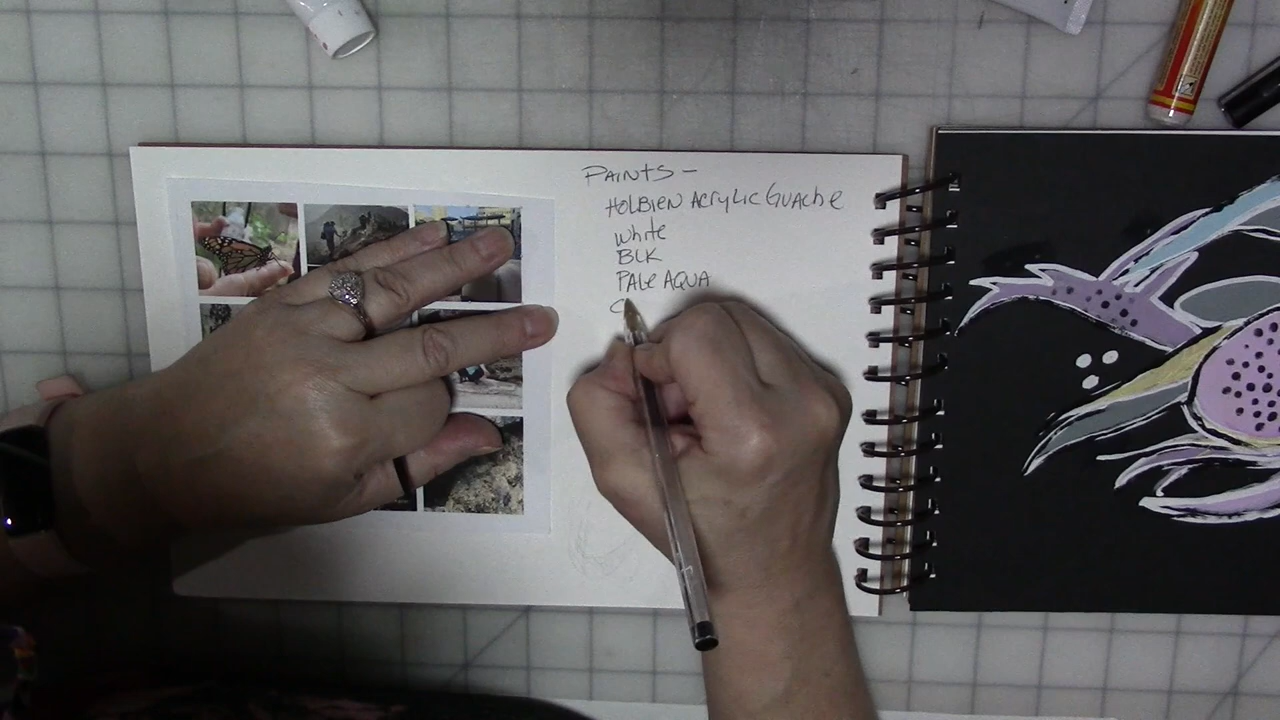 PAINTS -
HOLBIEN ACRYLIC GUACHE
White
BLK
PALE AQUA
C